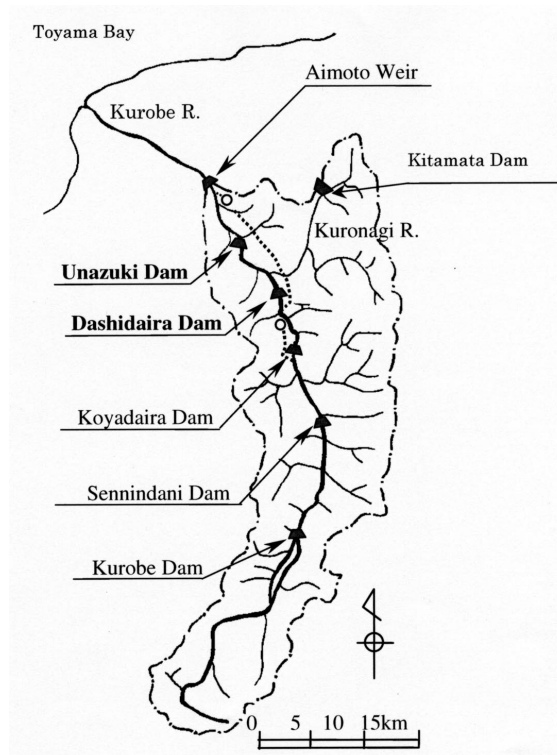 Toyama Bay
Aimoto Weir
Kurobe R.
Kitamata Dam
Kuronagi R.
Unazuki Dam
Dashidaira Dam
Koyadaira Dam
Sennindani Dam
Kurobe Dam
0 5 10 15km